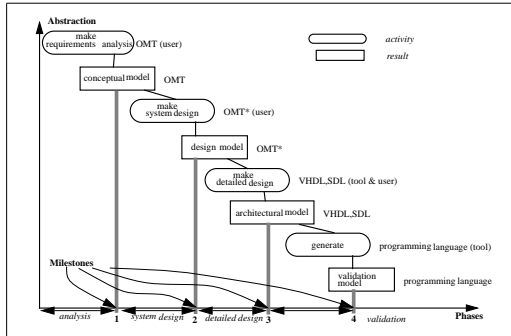 Abstraction
make
requirements analysis OMT (user)
activity
result
conceptual model OMT
make
system design OMT* (user)
design model OMT*
make
detailed design VHDL,SDL (tool & user)
architectural model VHDL,SDL
generate programming language (tool)
Milestones
validation
model programming language
analysis 1 system design 2 detailed design 3 4 validation Phases